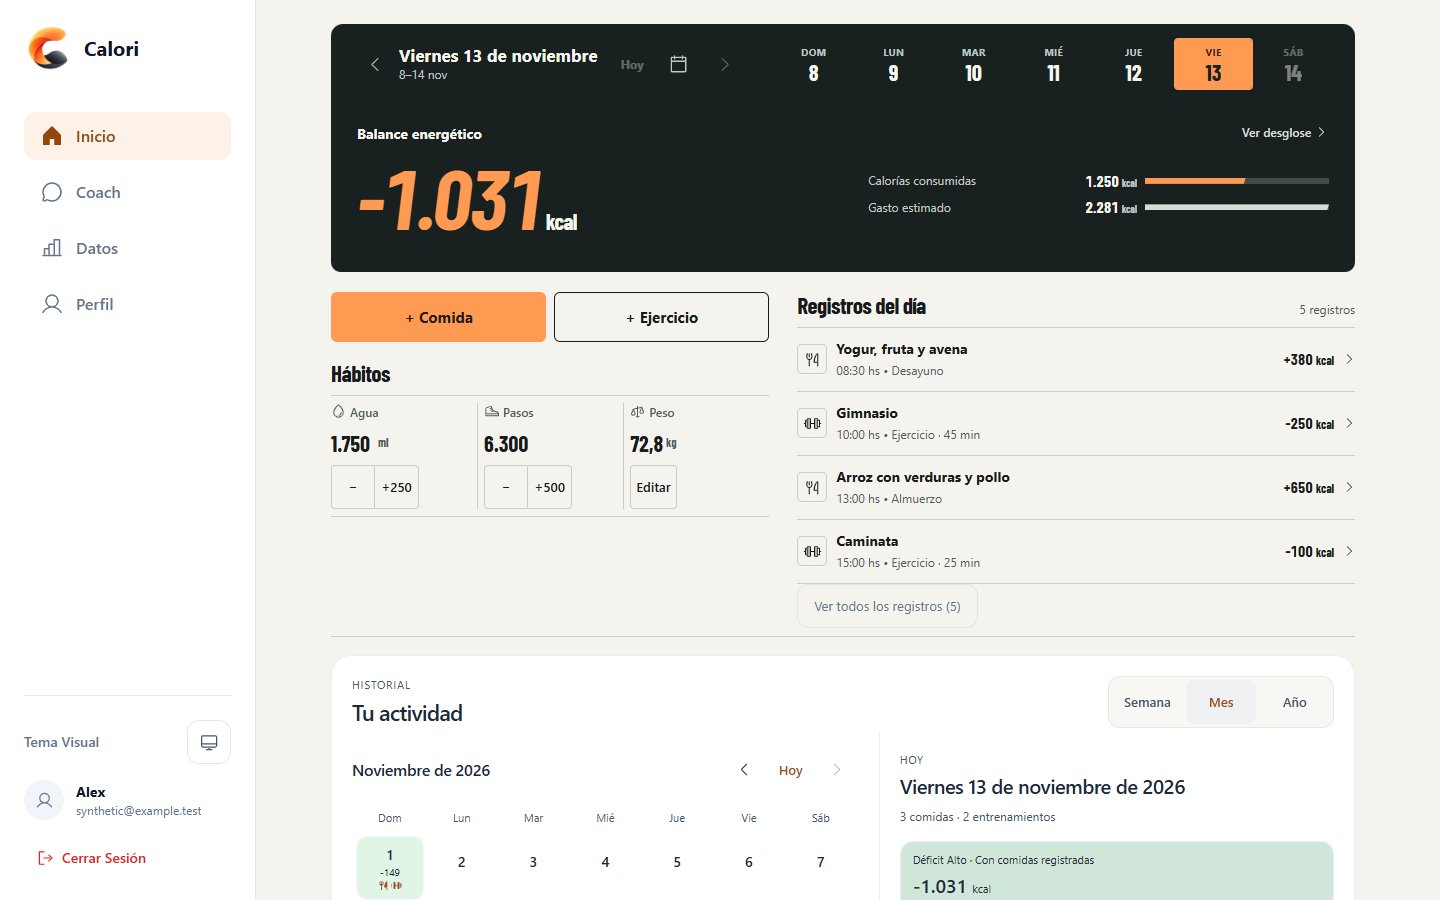 Calori
Inicio
Coach
Datos
Perfil
Tema Visual
Alex
synthetic@example.test
Cerrar Sesión
Viernes 13 de noviembre
8–14 nov
Hoy
DOM
8
LUN
9
MAR
10
MIÉ
11
JUE
12
VIE
13
SÁB
14
Balance energético
Ver desglose
-1.031 kcal
Calorías consumidas
1.250 kcal
Gasto estimado
2.281 kcal
+ Comida
+ Ejercicio
Hábitos
Agua
1.750 ml
− +250
Pasos
6.300
− +500
Peso
72,8 kg
Editar
Registros del día
5 registros
Yogur, fruta y avena
08:30 hs • Desayuno
+380 kcal
Gimnasio
10:00 hs • Ejercicio · 45 min
-250 kcal
Arroz con verduras y pollo
13:00 hs • Almuerzo
+650 kcal
Caminata
15:00 hs • Ejercicio · 25 min
-100 kcal
Ver todos los registros (5)
HISTORIAL
Tu actividad
Semana Mes Año
Noviembre de 2026
Hoy
Dom Lun Mar Mié Jue Vie Sáb
1 2 3 4 5 6 7
-149
HOY
Viernes 13 de noviembre de 2026
3 comidas · 2 entrenamientos
Déficit Alto · Con comidas registradas
-1.031 kcal